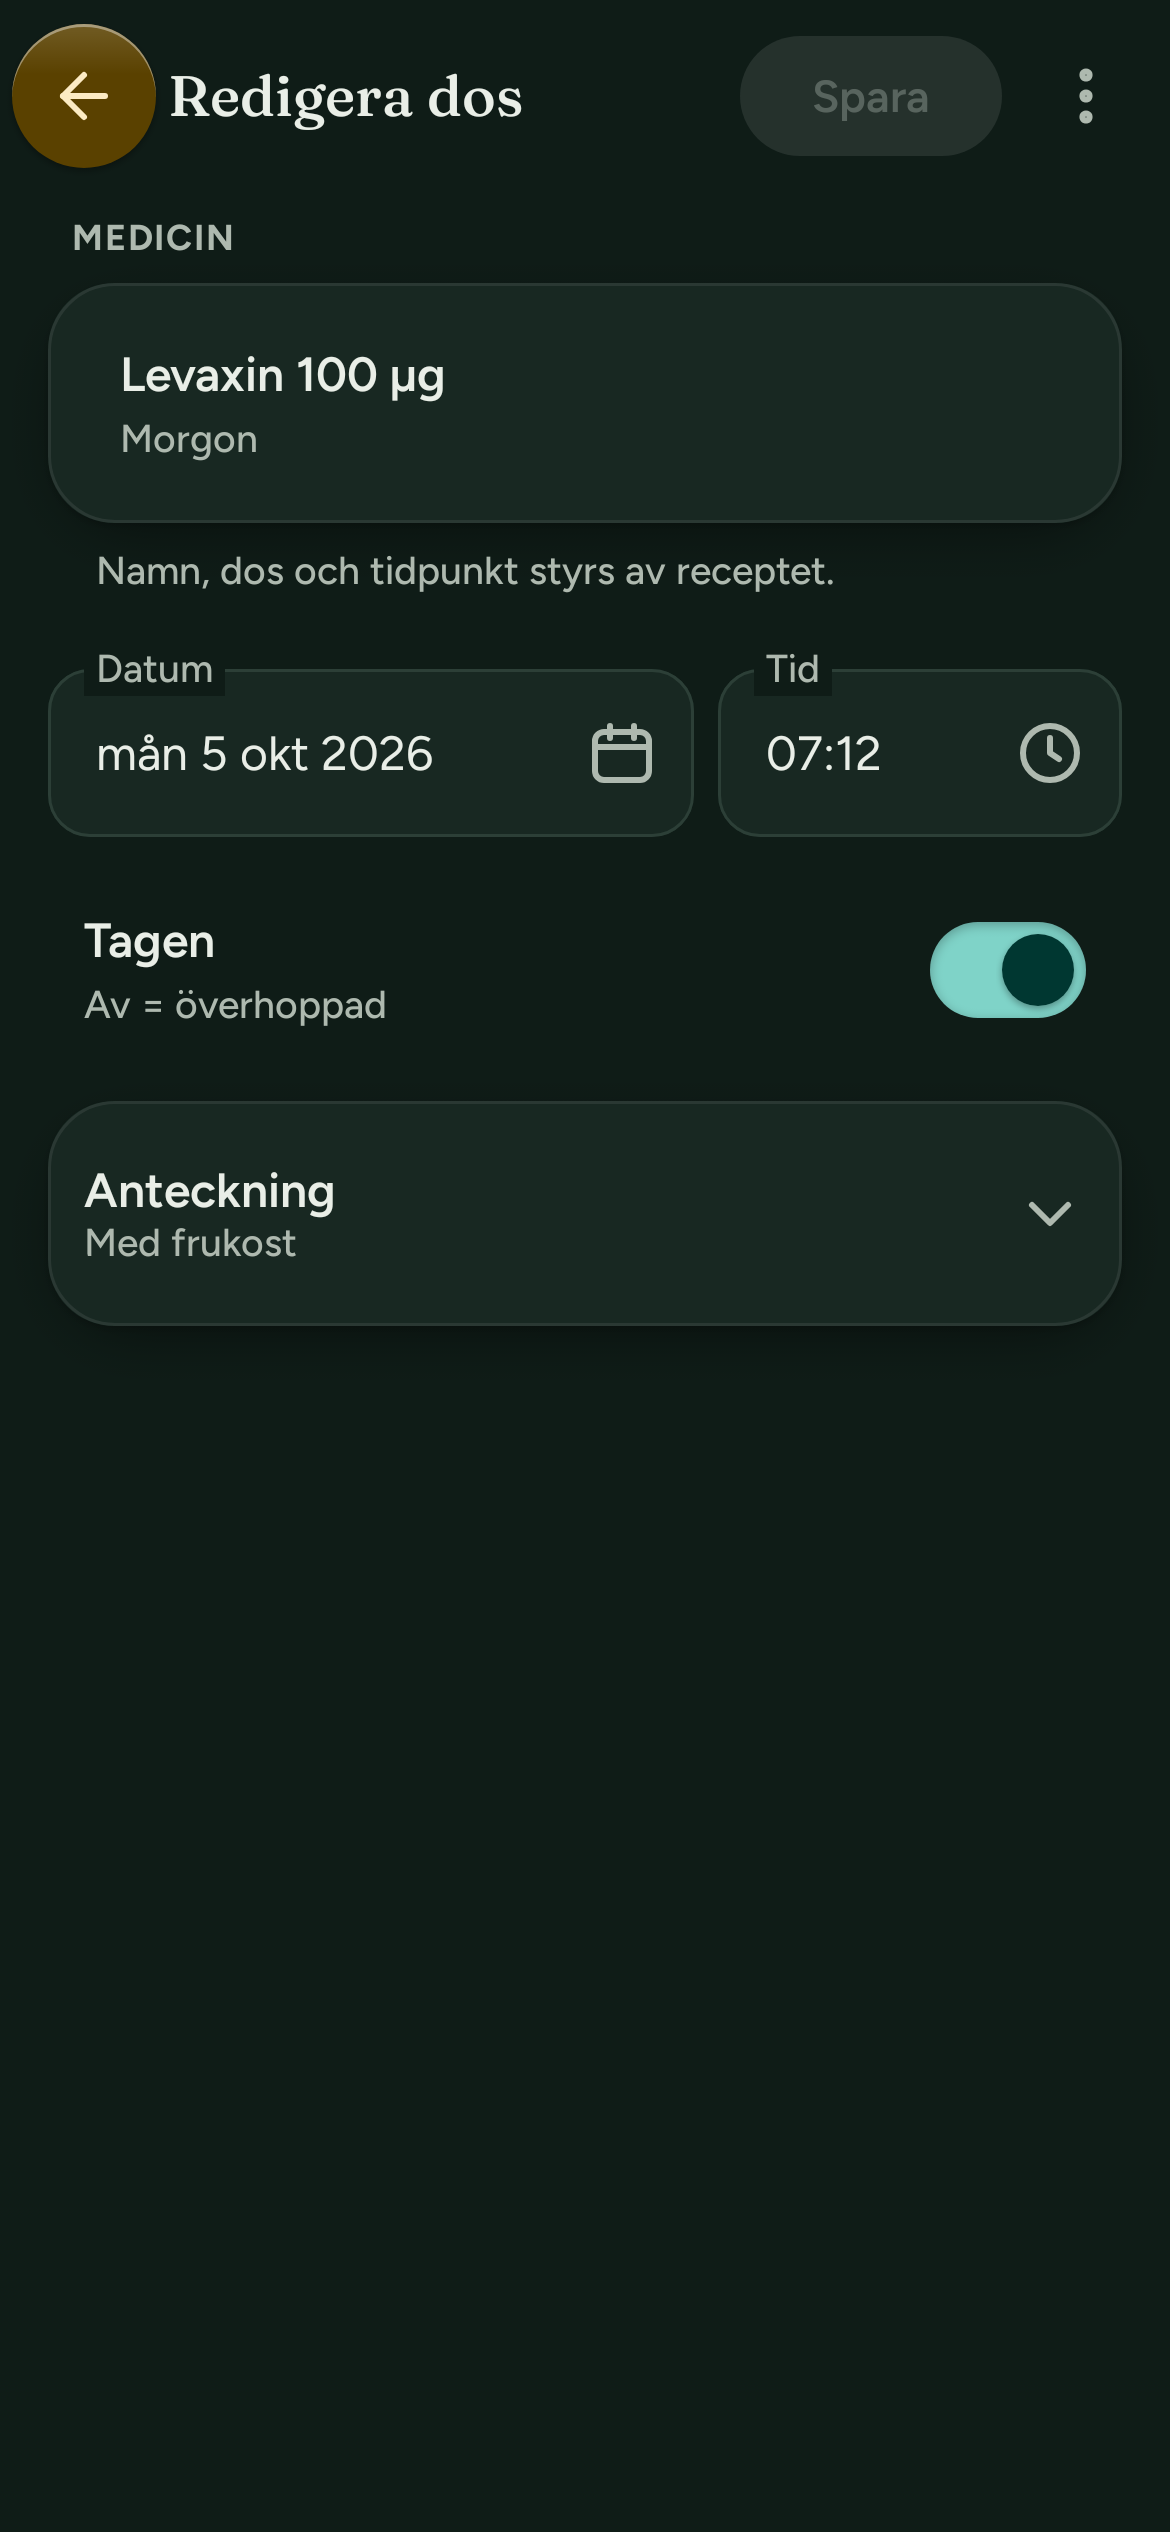 Redigera dos
Spara
MEDICIN
Levaxin 100 µg
Morgon
Namn, dos och tidpunkt styrs av receptet.
Datum
mån 5 okt 2026
Tid
07:12
Tagen
Av = överhoppad
Anteckning
Med frukost